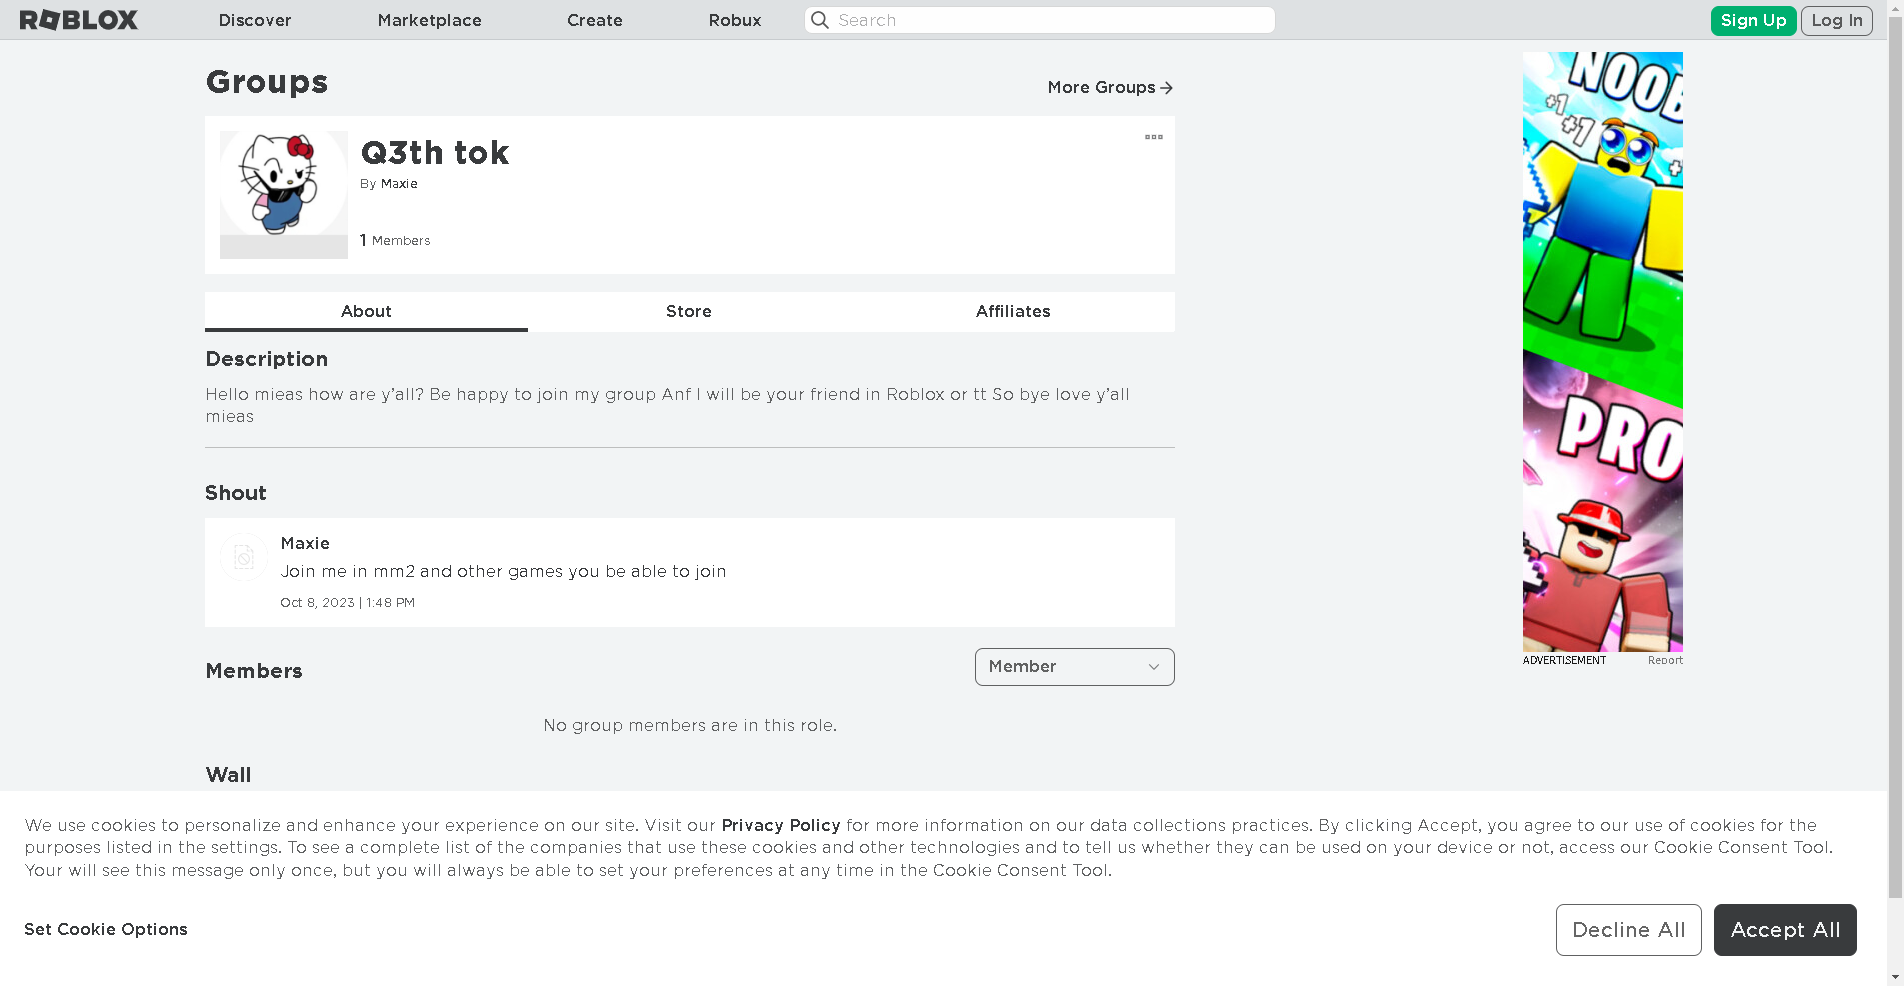 ROBLOX
Discover
Marketplace
Create
Robux
Search
Sign Up
Log In
Groups
More Groups
Q3th tok
By Maxie
1 Members
About
Store
Affiliates
Description
Hello mieas how are y’all? Be happy to join my group Anf I will be your friend in Roblox or tt So bye love y’all
mieas
Shout
Maxie
Join me in mm2 and other games you be able to join
Oct 8, 2023 | 1:48 PM
Members
Member
No group members are in this role.
Wall
NOOB
+1
+1
+
PRO
ADVERTISEMENT
Report
We use cookies to personalize and enhance your experience on our site. Visit our Privacy Policy for more information on our data collections practices. By clicking Accept, you agree to our use of cookies for the
purposes listed in the settings. To see a complete list of the companies that use these cookies and other technologies and to tell us whether they can be used on your device or not, access our Cookie Consent Tool.
Your will see this message only once, but you will always be able to set your preferences at any time in the Cookie Consent Tool.
Set Cookie Options
Decline All
Accept All